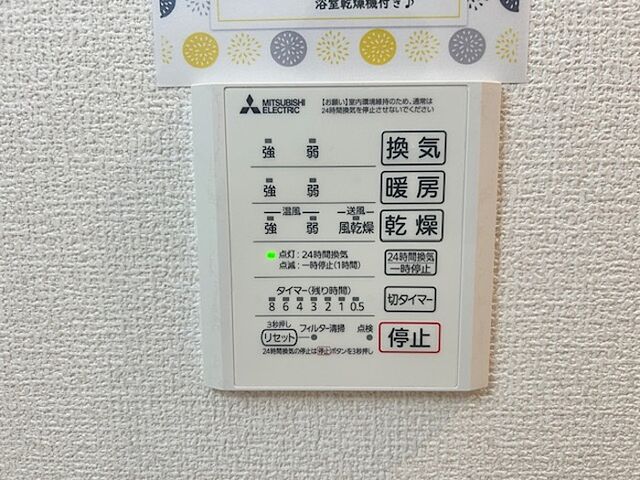 浴室乾燥機付き♪
MITSUBISHI ELECTRIC
【お願い】室内環境維持のため、通常は
24時間換気を停止させないでください
強 弱 換気
強 弱 暖房
温風 送風
強 弱 風乾燥 乾燥
点灯:24時間換気
点滅:一時停止(1時間)
24時間換気
一時停止
タイマー(残り時間)
8 6 4 3 2 1 0.5
切タイマー
3秒押し
リセット フィルター清掃 点検
停止
24時間換気の停止は停止ボタンを3秒押し